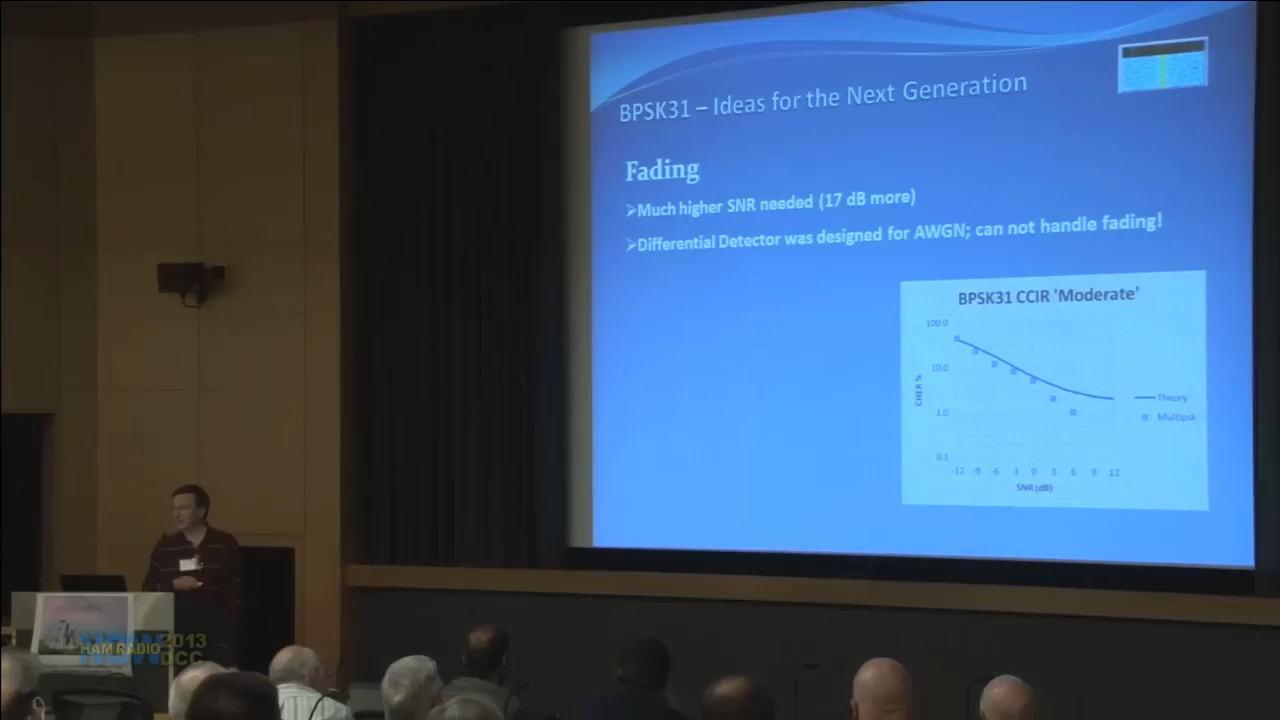 BPSK31 – Ideas for the Next Generation
Fading
➢Much higher SNR needed (17 dB more)
➢Differential Detector was designed for AWGN; can not handle fading!
BPSK31 CCIR 'Moderate'
100.0
10.0
1.0
0.1
CHER %
-12 -9 -6 -3 0 3 6 9 12
SNR (dB)
Theory
Multipsk
HAM RADIO
NOW
2013
DCC